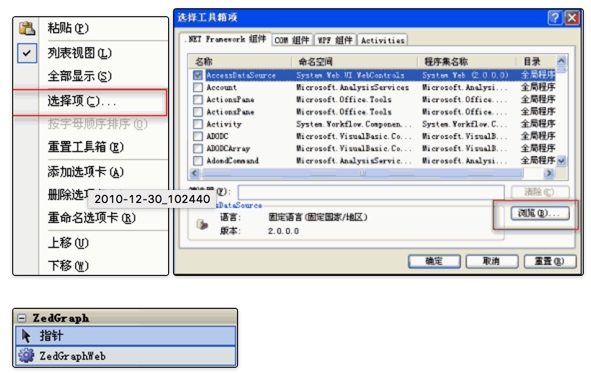 粘贴(P)
列表视图(L)
全部显示(S)
选择项(C)...
按字母顺序排序(O)
重置工具箱(E)
添加选项卡(A)
删除选项
2010-12-30_102440
重命名选项卡(R)
上移(U)
下移(W)
选择工具箱项
.NET Framework 组件 COM 组件 WPF 组件 Activities
名称 命名空间 程序集名称 目录
AccessDataSource System.Web.UI.WebControls System.Web (2.0.0.0) 全局程序
Account Microsoft.AnalysisServices Microsoft.Analysi... 全局程序
ActionsPane Microsoft.Office.Tools Microsoft.Office.... 全局程序
ActionsPane Microsoft.Office.Tools Microsoft.Office.... 全局程序
Activity System.Workflow.Componen... System.Workflow.C... 全局程序
ADODC Microsoft.VisualBasic.Co... Microsoft.VisualB... 全局程序
ADODCArray Microsoft.VisualBasic.Co... Microsoft.VisualB... 全局程序
AdomdCommand Microsoft.AnalysisServic... Microsoft.Analysi... 全局程序
清除(C)
DataSource
语言: 固定语言(固定国家/地区)
浏览(B)...
版本: 2.0.0.0
确定 取消 重置(R)
ZedGraph
指针
ZedGraphWeb